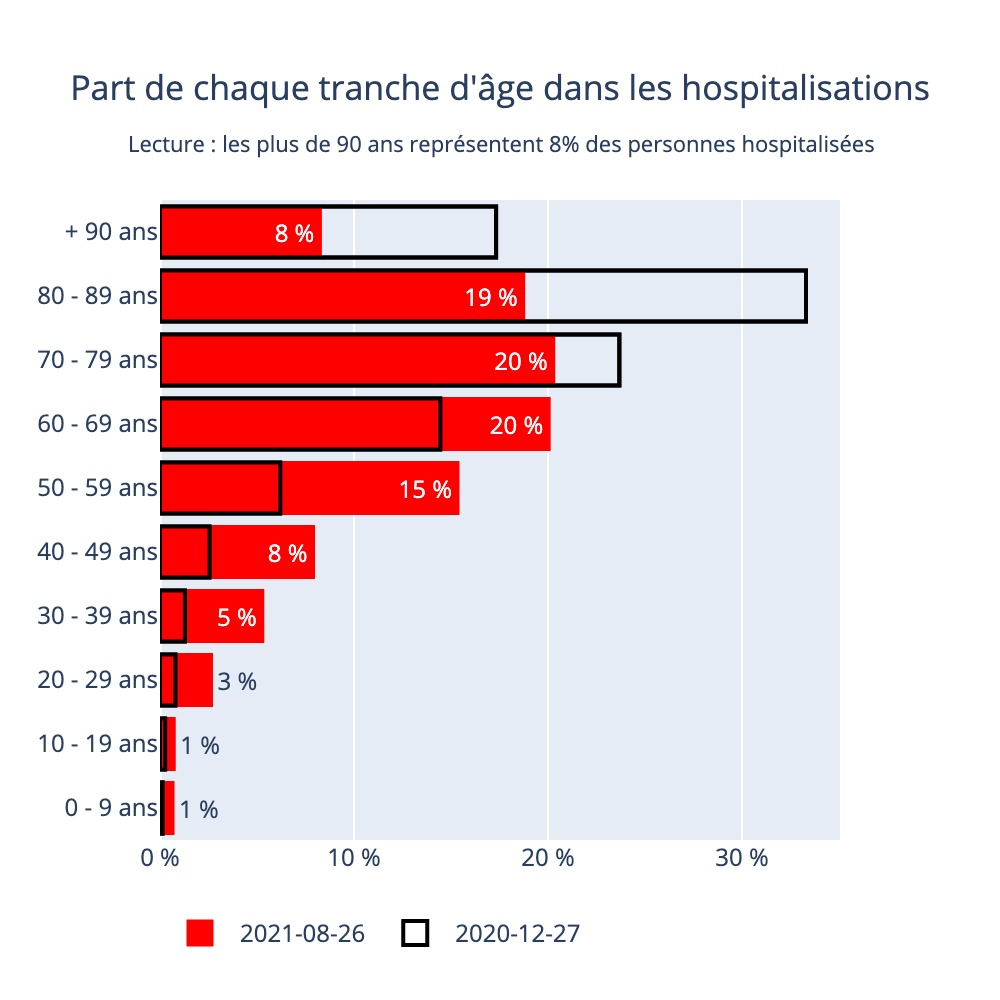 Part de chaque tranche d'âge dans les hospitalisations
Lecture : les plus de 90 ans représentent 8% des personnes hospitalisées
+ 90 ans 8 %
80 - 89 ans 19 %
70 - 79 ans 20 %
60 - 69 ans 20 %
50 - 59 ans 15 %
40 - 49 ans 8 %
30 - 39 ans 5 %
20 - 29 ans 3 %
10 - 19 ans 1 %
0 - 9 ans 1 %
0 % 10 % 20 % 30 %
2021-08-26 2020-12-27